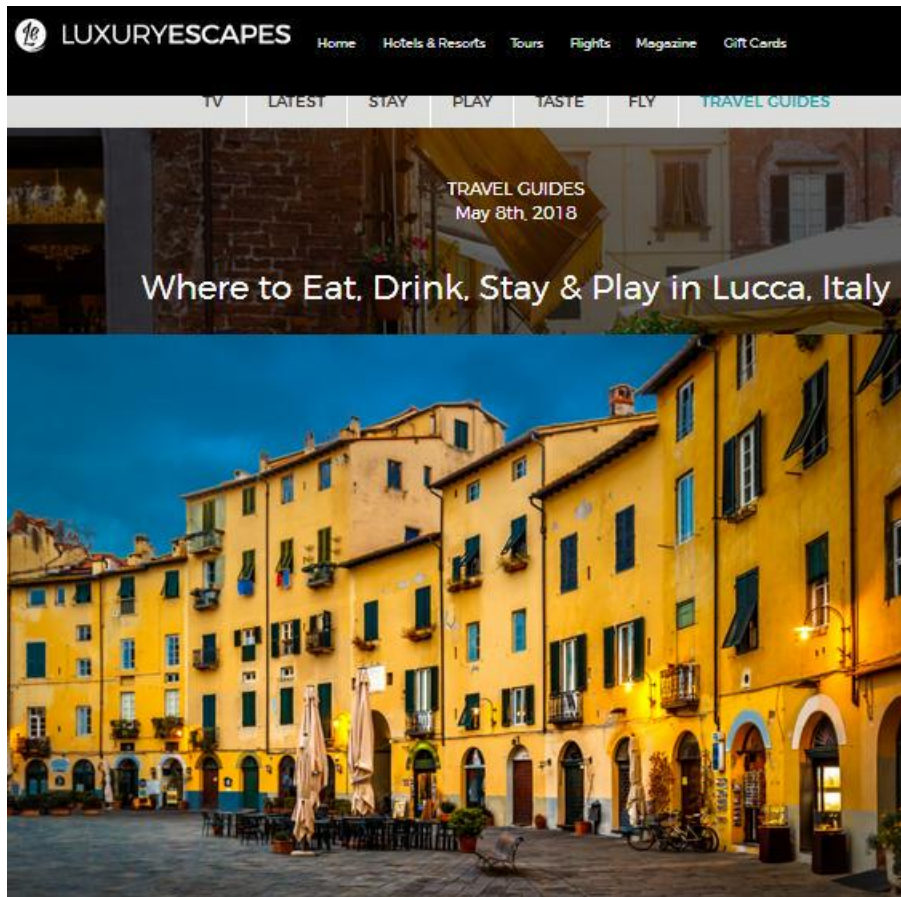 le LUXURYESCAPES Home Hotels & Resorts Tours Flights Magazine Gift Cards
TV LATEST STAY PLAY TASTE FLY TRAVEL GUIDES
TRAVEL GUIDES
May 8th, 2018
Where to Eat, Drink, Stay & Play in Lucca, Italy